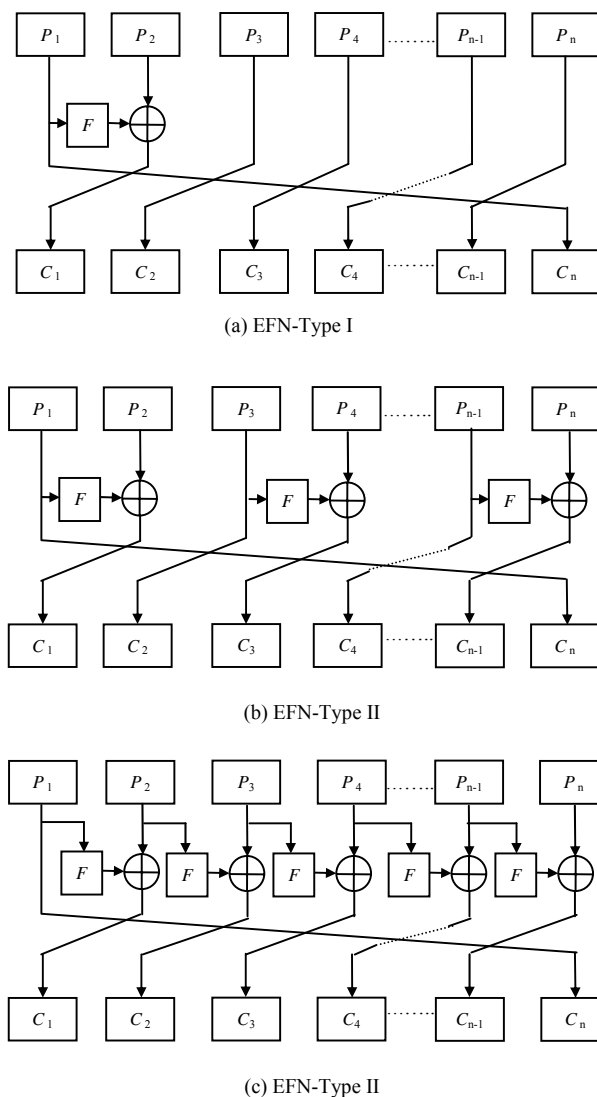 P1 P2 P3 P4 ........ Pn-1 Pn
F
C1 C2 C3 C4 ........ Cn-1 Cn
(a) EFN-Type I
P1 P2 P3 P4 ........ Pn-1 Pn
F F F
C1 C2 C3 C4 ........ Cn-1 Cn
(b) EFN-Type II
P1 P2 P3 P4 ........ Pn-1 Pn
F F F F F
C1 C2 C3 C4 ........ Cn-1 Cn
(c) EFN-Type II